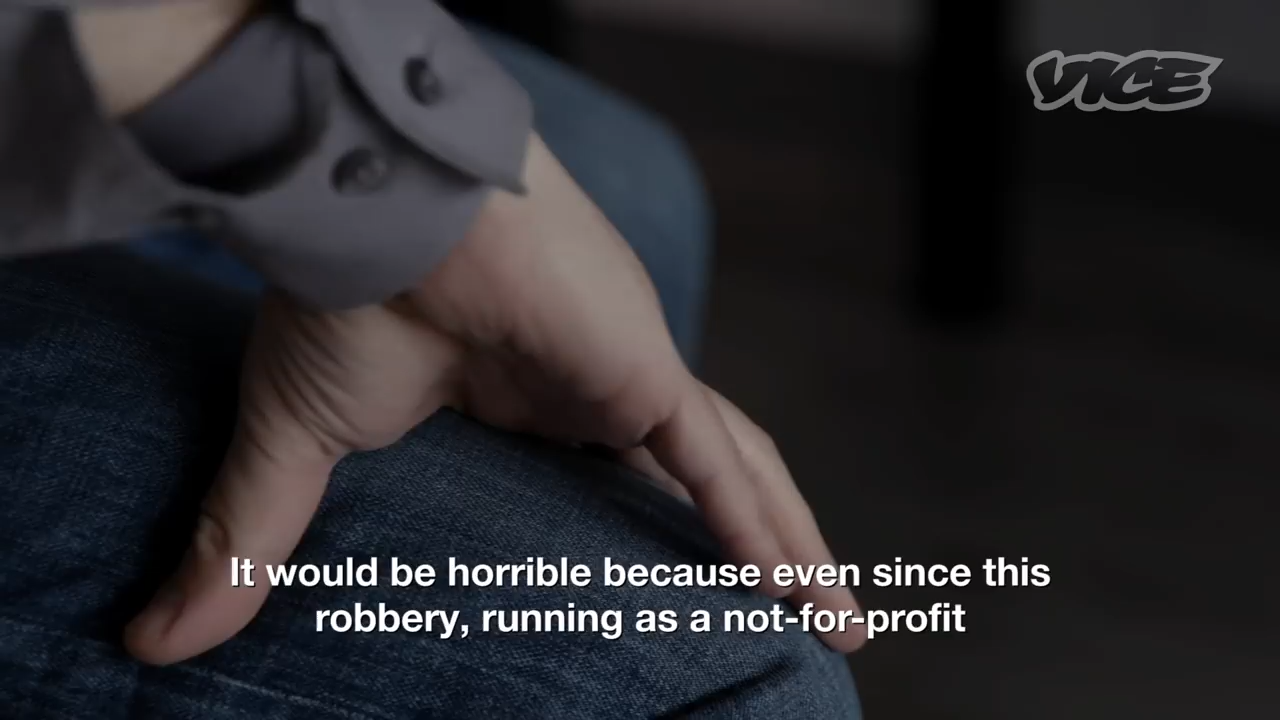 VICE
It would be horrible because even since this
robbery, running as a not-for-profit